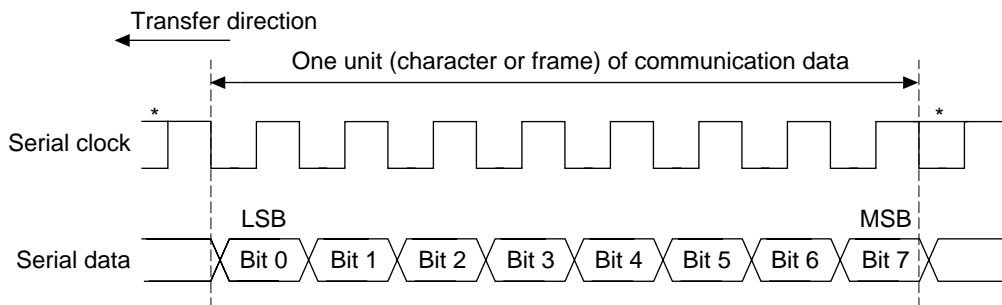 Transfer direction
One unit (character or frame) of communication data
* *
Serial clock
LSB MSB
Serial data Bit 0 Bit 1 Bit 2 Bit 3 Bit 4 Bit 5 Bit 6 Bit 7